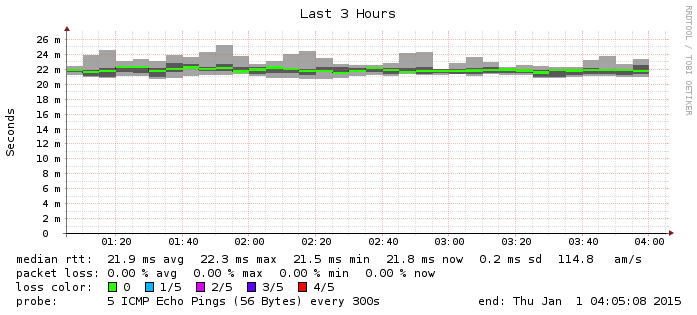 Last 3 Hours
RRDTOOL / TOBI OETIKER
Seconds
26 m
24 m
22 m
20 m
18 m
16 m
14 m
12 m
10 m
8 m
6 m
4 m
2 m
0
01:20 01:40 02:00 02:20 02:40 03:00 03:20 03:40 04:00
median rtt: 21.9 ms avg 22.3 ms max 21.5 ms min 21.8 ms now 0.2 ms sd 114.8 am/s
packet loss: 0.00 % avg 0.00 % max 0.00 % min 0.00 % now
loss color: 0 1/5 2/5 3/5 4/5
probe: 5 ICMP Echo Pings (56 Bytes) every 300s end: Thu Jan 1 04:05:08 2015